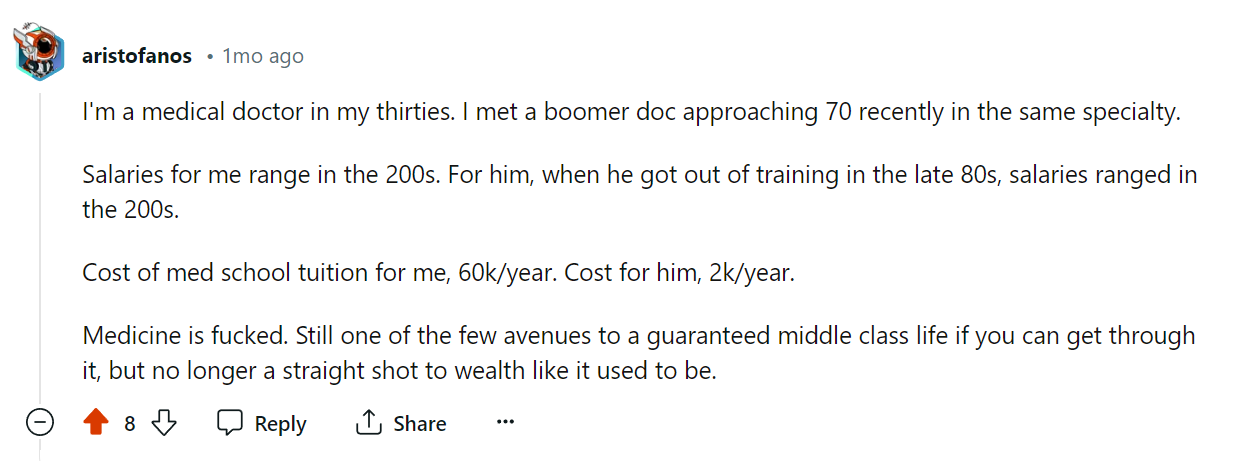 aristofanos • 1mo ago
I'm a medical doctor in my thirties. I met a boomer doc approaching 70 recently in the same specialty.
Salaries for me range in the 200s. For him, when he got out of training in the late 80s, salaries ranged in
the 200s.
Cost of med school tuition for me, 60k/year. Cost for him, 2k/year.
Medicine is fucked. Still one of the few avenues to a guaranteed middle class life if you can get through
it, but no longer a straight shot to wealth like it used to be.
8 Reply Share ...